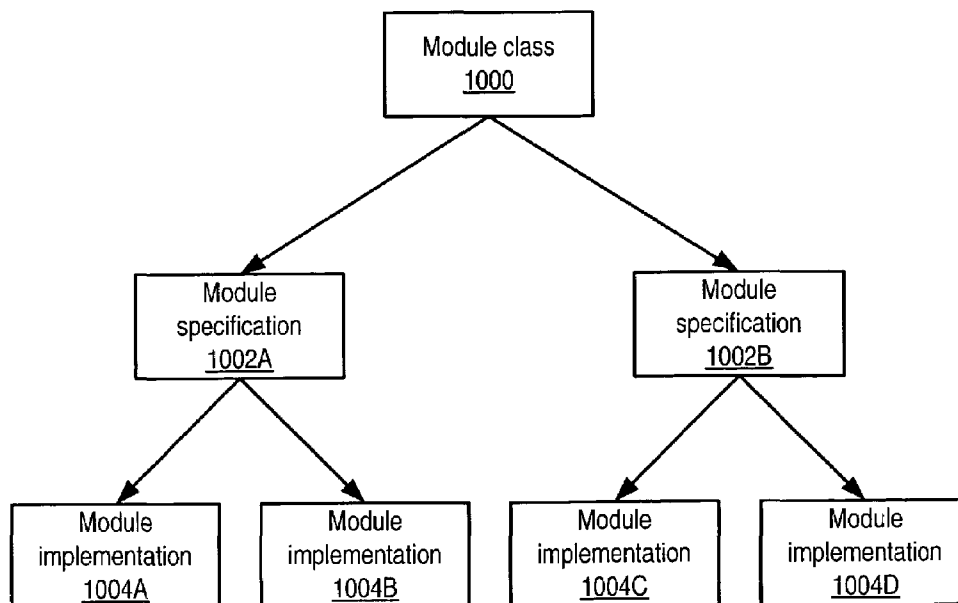 Module class
1000
Module
specification
1002A
Module
specification
1002B
Module
implementation
1004A
Module
implementation
1004B
Module
implementation
1004C
Module
implementation
1004D